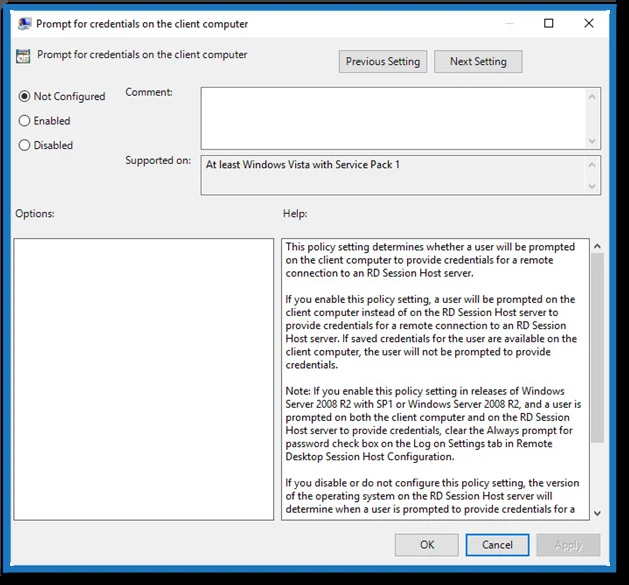 Prompt for credentials on the client computer
Prompt for credentials on the client computer
Previous Setting
Next Setting
Not Configured
Enabled
Disabled
Comment:
Supported on:
At least Windows Vista with Service Pack 1
Options:
Help:
This policy setting determines whether a user will be prompted
on the client computer to provide credentials for a remote
connection to an RD Session Host server.
If you enable this policy setting, a user will be prompted on the
client computer instead of on the RD Session Host server to
provide credentials for a remote connection to an RD Session
Host server. If saved credentials for the user are available on the
client computer, the user will not be prompted to provide
credentials.
Note: If you enable this policy setting in releases of Windows
Server 2008 R2 with SP1 or Windows Server 2008 R2, and a user is
prompted on both the client computer and on the RD Session
Host server to provide credentials, clear the Always prompt for
password check box on the Log on Settings tab in Remote
Desktop Session Host Configuration.
If you disable or do not configure this policy setting, the version
of the operating system on the RD Session Host server will
determine when a user is prompted to provide credentials for a
OK
Cancel
Apply